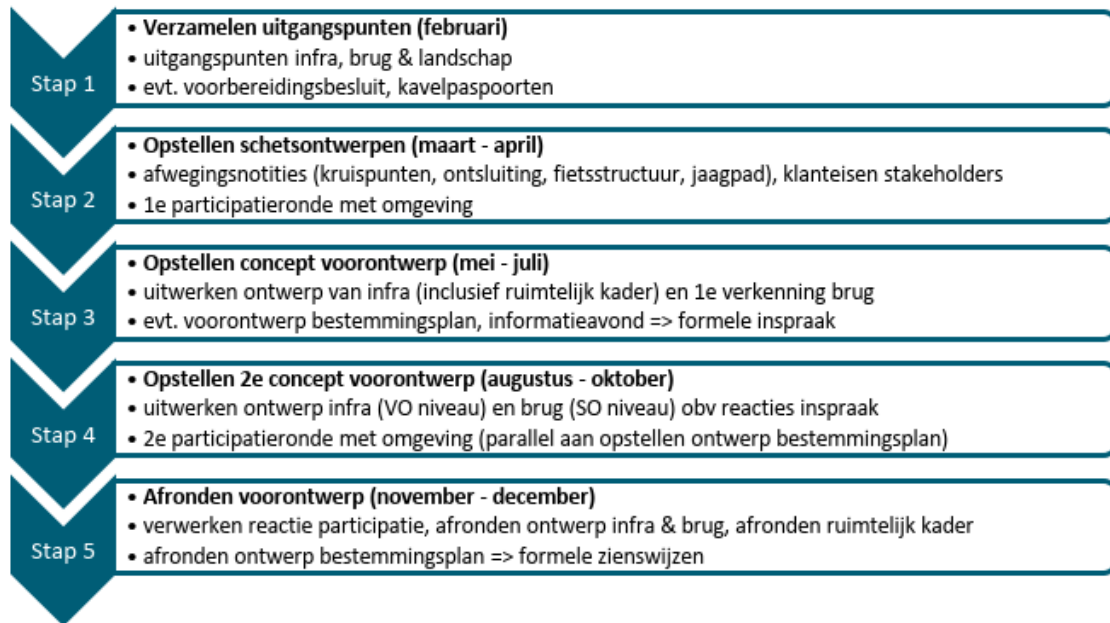 • Verzamelen uitgangspunten (februari)
• uitgangspunten infra, brug & landschap
Stap 1
• evt. voorbereidingsbesluit, kavelpaspoorten
• Opstellen schetsontwerpen (maart - april)
• afwegingsnotities (kruispunten, ontsluiting, fietsstructuur, jaagpad), klanteisen stakeholders
Stap 2
• 1e participatieronde met omgeving
• Opstellen concept voorontwerp (mei - juli)
• uitwerken ontwerp van infra (inclusief ruimtelijk kader) en 1e verkenning brug
Stap 3
• evt. voorontwerp bestemmingsplan, informatieavond => formele inspraak
• Opstellen 2e concept voorontwerp (augustus - oktober)
• uitwerken ontwerp infra (VO niveau) en brug (SO niveau) obv reacties inspraak
Stap 4
• 2e participatieronde met omgeving (parallel aan opstellen ontwerp bestemmingsplan)
• Afronden voorontwerp (november - december)
• verwerken reactie participatie, afronden ontwerp infra & brug, afronden ruimtelijk kader
Stap 5
• afronden ontwerp bestemmingsplan => formele zienswijzen